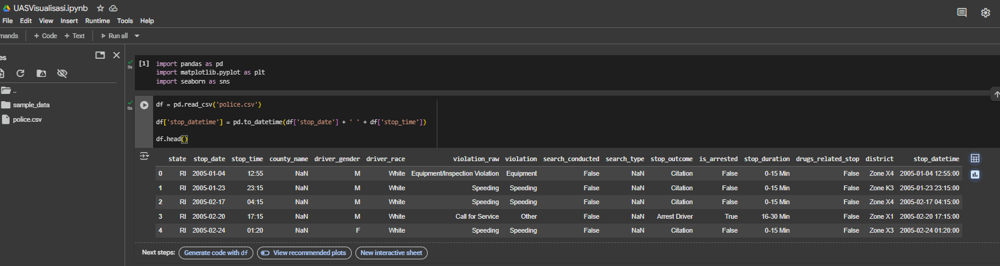 UASVisualisasi.ipynb
File Edit View Insert Runtime Tools Help
mands + Code + Text Run all
es
..
sample_data
police.csv
3s
[1] import pandas as pd
import matplotlib.pyplot as plt
import seaborn as sns
0s
df = pd.read_csv('police.csv')
df['stop_datetime'] = pd.to_datetime(df['stop_date'] + ' ' + df['stop_time'])
df.head()
state stop_date stop_time county_name driver_gender driver_race violation_raw violation search_conducted search_type stop_outcome is_arrested stop_duration drugs_related_stop district stop_datetime
0 RI 2005-01-04 12:55 NaN M White Equipment/Inspection Violation Equipment False NaN Citation False 0-15 Min False Zone X4 2005-01-04 12:55:00
1 RI 2005-01-23 23:15 NaN M White Speeding Speeding False NaN Citation False 0-15 Min False Zone K3 2005-01-23 23:15:00
2 RI 2005-02-17 04:15 NaN M White Speeding Speeding False NaN Citation False 0-15 Min False Zone X4 2005-02-17 04:15:00
3 RI 2005-02-20 17:15 NaN M White Call for Service Other False NaN Arrest Driver True 16-30 Min False Zone X1 2005-02-20 17:15:00
4 RI 2005-02-24 01:20 NaN F White Speeding Speeding False NaN Citation False 0-15 Min False Zone X3 2005-02-24 01:20:00
Next steps: Generate code with df View recommended plots New interactive sheet